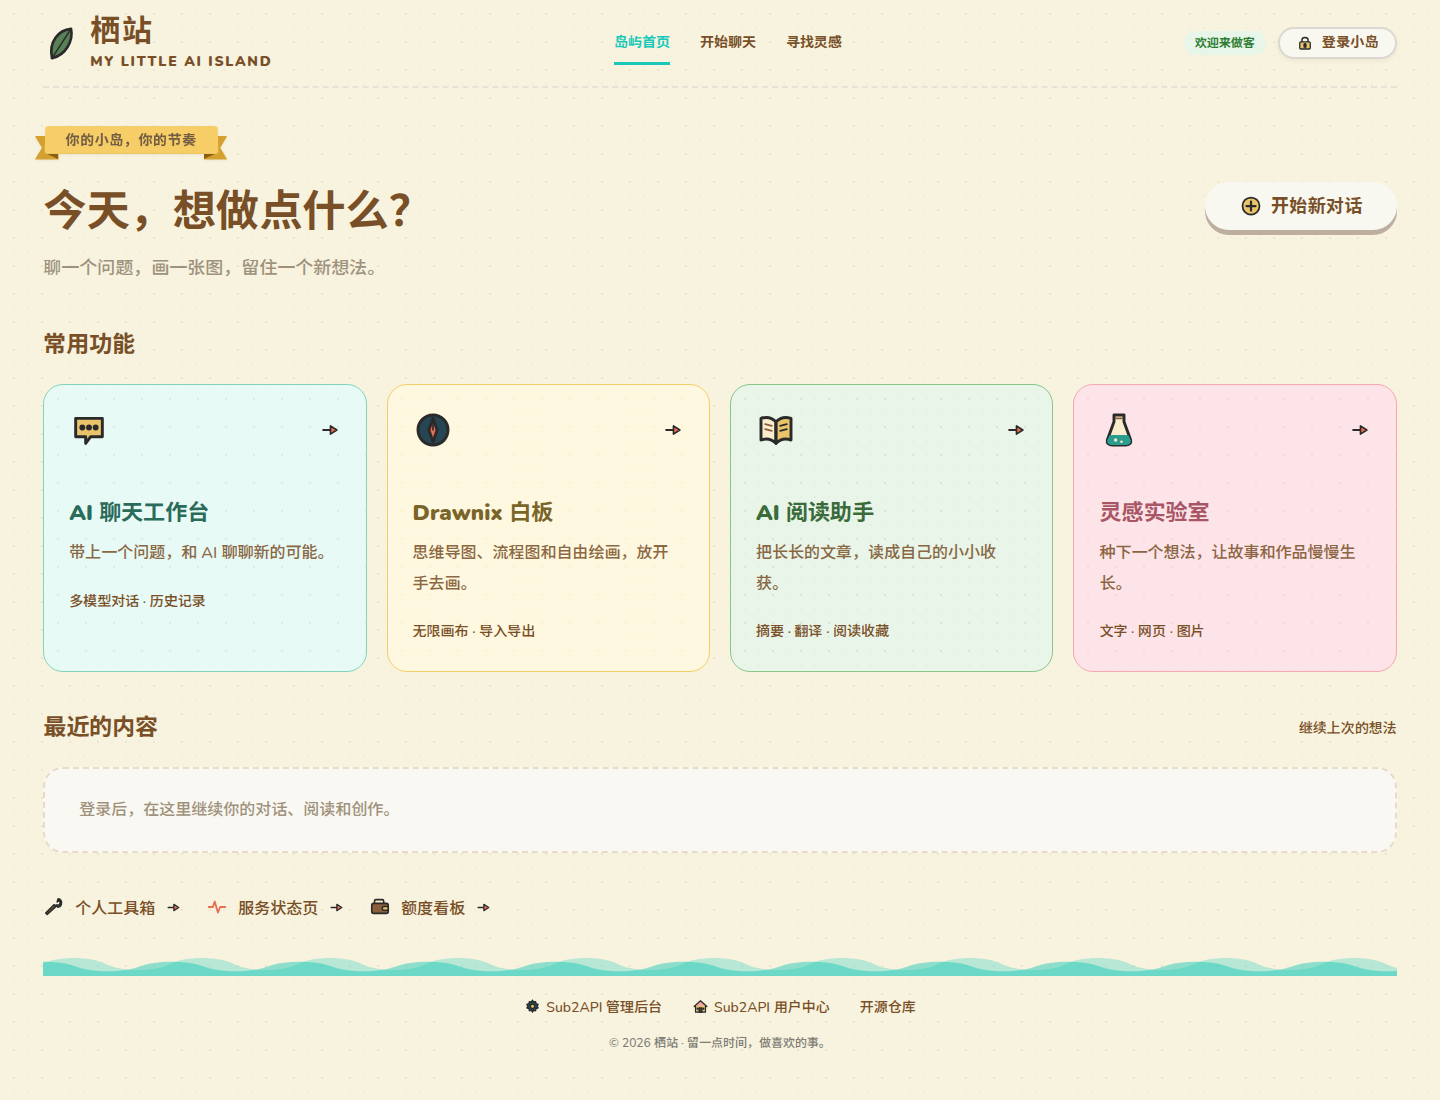 栖站
MY LITTLE AI ISLAND
岛屿首页
开始聊天
寻找灵感
欢迎来做客
登录小岛
你的小岛，你的节奏
今天，想做点什么？
开始新对话
聊一个问题，画一张图，留住一个新想法。
常用功能
AI 聊天工作台
带上一个问题，和 AI 聊聊新的可能。
多模型对话 · 历史记录
Drawnix 白板
思维导图、流程图和自由绘画，放开
手去画。
无限画布 · 导入导出
AI 阅读助手
把长长的文章，读成自己的小小收
获。
摘要 · 翻译 · 阅读收藏
灵感实验室
种下一个想法，让故事和作品慢慢生
长。
文字 · 网页 · 图片
最近的内容
继续上次的想法
登录后，在这里继续你的对话、阅读和创作。
个人工具箱
服务状态页
额度看板
Sub2API 管理后台
Sub2API 用户中心
开源仓库
© 2026 栖站 · 留一点时间，做喜欢的事。